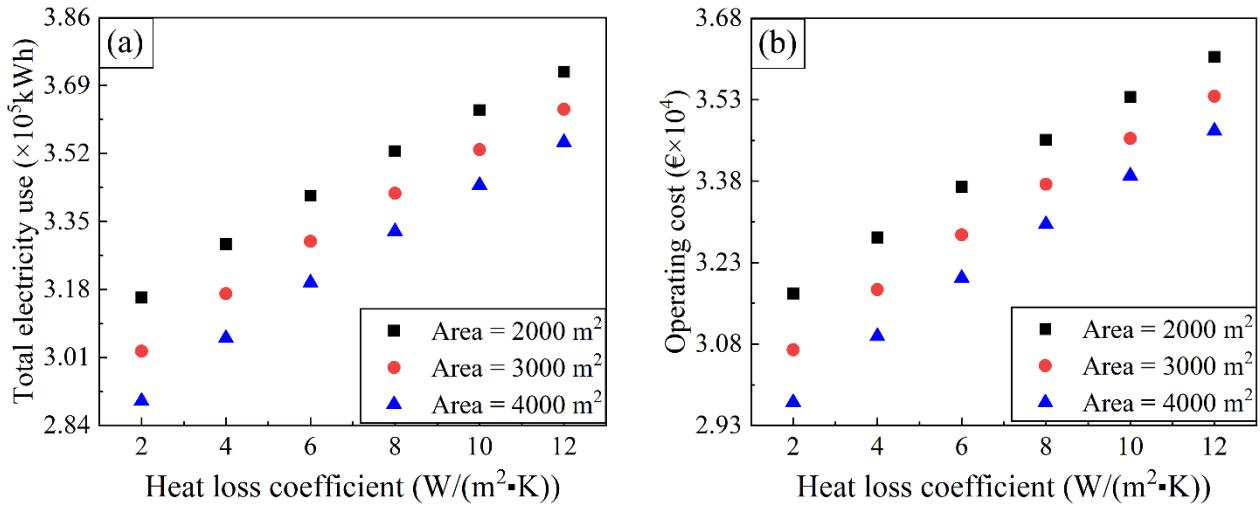 (a)
Total electricity use (×10⁵kWh)
3.86
3.69
3.52
3.35
3.18
3.01
2.84
Area = 2000 m²
Area = 3000 m²
Area = 4000 m²
2 4 6 8 10 12
Heat loss coefficient (W/(m²▪K))
(b)
Operating cost (€×10⁴)
3.68
3.53
3.38
3.23
3.08
2.93
Area = 2000 m²
Area = 3000 m²
Area = 4000 m²
2 4 6 8 10 12
Heat loss coefficient (W/(m²▪K))